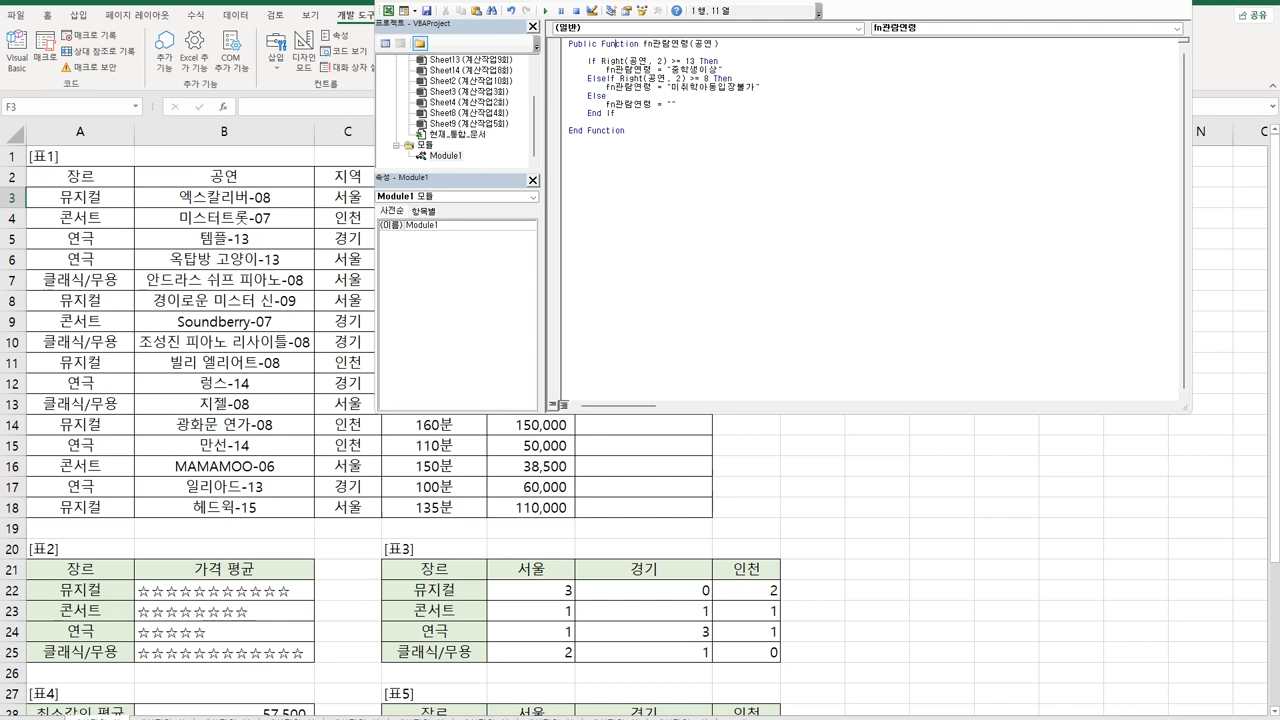 파일 홈 삽입 페이지 레이아웃 수식 데이터 검토 보기 개발 도구
공유
Visual Basic 매크로 매크로 기록 상대 참조로 기록 매크로 보안
추가 기능 Excel 추가 기능 COM 추가 기능
삽입 디자인 모드 속성 코드 보기 대화 상자 실
코드 추가 기능 컨트롤
1 행, 11 열
프로젝트 - VBAProject
Sheet13 (계산작업9회)
Sheet14 (계산작업8회)
Sheet2 (계산작업10회)
Sheet3 (계산작업3회)
Sheet4 (계산작업2회)
Sheet8 (계산작업4회)
Sheet9 (계산작업5회)
현재_통합_문서
모듈
Module1
속성 - Module1
Module1 모듈
사전순 항목별
(이름) Module1
(일반) fn관람연령
Public Function fn관람연령(공연)
If Right(공연, 2) >= 13 Then
fn관람연령 = "중학생이상"
ElseIf Right(공연, 2) >= 8 Then
fn관람연령 = "미취학아동입장불가"
Else
fn관람연령 = ""
End If
End Function
F3 fx
A B C N
1 [표1]
2 장르 공연 지역
3 뮤지컬 엑스칼리버-08 서울
4 콘서트 미스터트롯-07 인천
5 연극 템플-13 경기
6 연극 옥탑방 고양이-13 서울
7 클래식/무용 안드라스 쉬프 피아노-08 서울
8 뮤지컬 경이로운 미스터 신-09 서울
9 콘서트 Soundberry-07 경기
10 클래식/무용 조성진 피아노 리사이틀-08 경기
11 뮤지컬 빌리 엘리어트-08 인천
12 연극 렁스-14 경기
13 클래식/무용 지젤-08 서울
14 뮤지컬 광화문 연가-08 인천 160분 150,000
15 연극 만선-14 인천 110분 50,000
16 콘서트 MAMAMOO-06 서울 150분 38,500
17 연극 일리아드-13 경기 100분 60,000
18 뮤지컬 헤드윅-15 서울 135분 110,000
19
20 [표2] [표3]
21 장르 가격 평균 장르 서울 경기 인천
22 뮤지컬 ☆☆☆☆☆☆☆☆☆☆☆ 뮤지컬 3 0 2
23 콘서트 ☆☆☆☆☆☆☆☆ 콘서트 1 1 1
24 연극 ☆☆☆☆☆ 연극 1 3 1
25 클래식/무용 ☆☆☆☆☆☆☆☆☆☆☆☆ 클래식/무용 2 1 0
26
27 [표4] [표5]
28 최소값의 평균 57,500 장르 서울 경기 인천